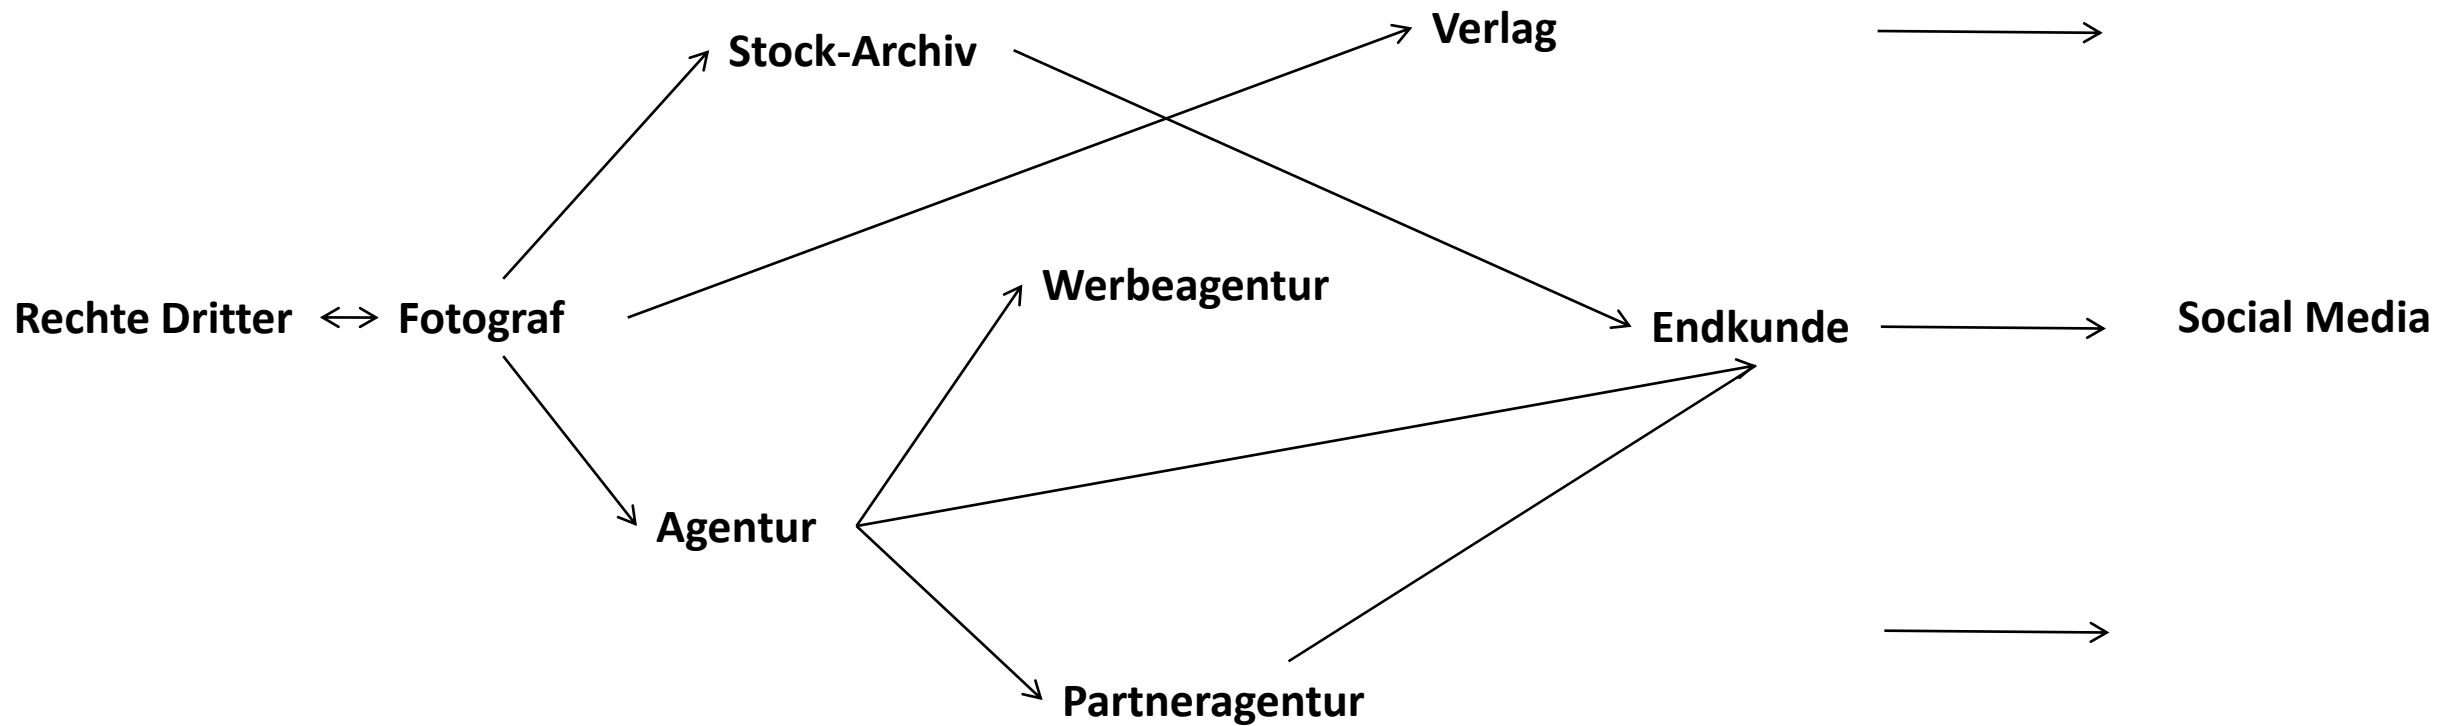 Verlag
Stock-Archiv
Werbeagentur
Rechte Dritter
Fotograf
Endkunde
Social Media
Agentur
Partneragentur